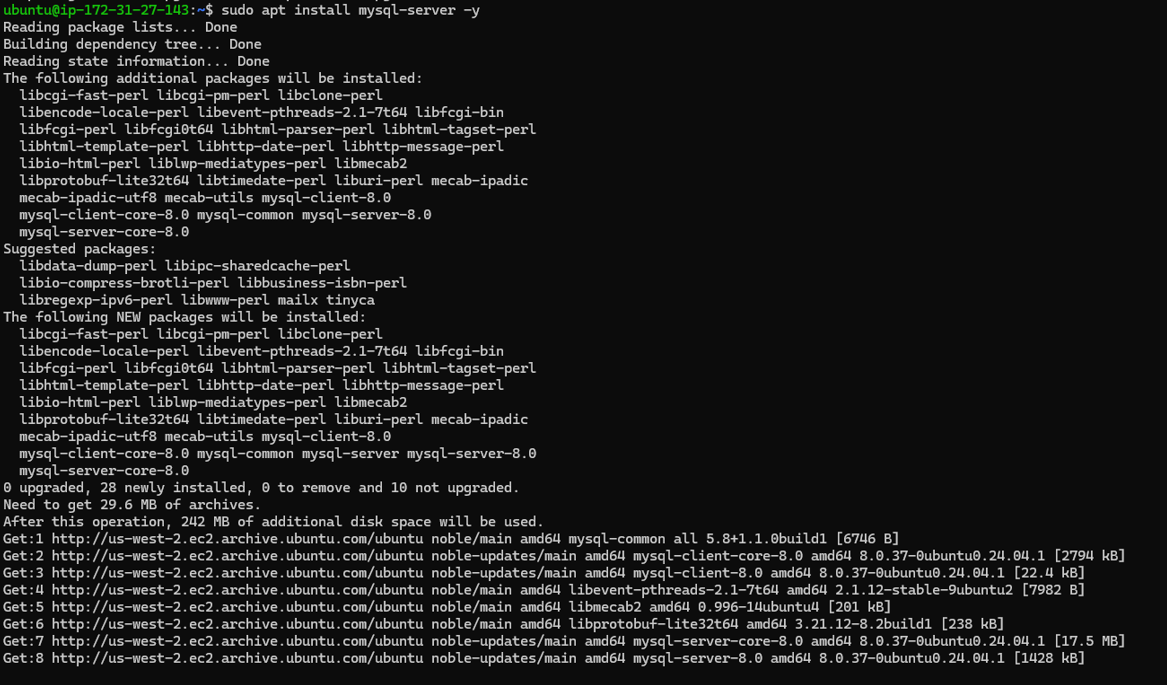 ubuntu@ip-172-31-27-143:~$ sudo apt install mysql-server -y
Reading package lists... Done
Building dependency tree... Done
Reading state information... Done
The following additional packages will be installed:
  libcgi-fast-perl libcgi-pm-perl libclone-perl
  libencode-locale-perl libevent-pthreads-2.1-7t64 libfcgi-bin
  libfcgi-perl libfcgi0t64 libhtml-parser-perl libhtml-tagset-perl
  libhtml-template-perl libhttp-date-perl libhttp-message-perl
  libio-html-perl liblwp-mediatypes-perl libmecab2
  libprotobuf-lite32t64 libtimedate-perl liburi-perl mecab-ipadic
  mecab-ipadic-utf8 mecab-utils mysql-client-8.0
  mysql-client-core-8.0 mysql-common mysql-server-8.0
  mysql-server-core-8.0
Suggested packages:
  libdata-dump-perl libipc-sharedcache-perl
  libio-compress-brotli-perl libbusiness-isbn-perl
  libregexp-ipv6-perl libwww-perl mailx tinyca
The following NEW packages will be installed:
  libcgi-fast-perl libcgi-pm-perl libclone-perl
  libencode-locale-perl libevent-pthreads-2.1-7t64 libfcgi-bin
  libfcgi-perl libfcgi0t64 libhtml-parser-perl libhtml-tagset-perl
  libhtml-template-perl libhttp-date-perl libhttp-message-perl
  libio-html-perl liblwp-mediatypes-perl libmecab2
  libprotobuf-lite32t64 libtimedate-perl liburi-perl mecab-ipadic
  mecab-ipadic-utf8 mecab-utils mysql-client-8.0
  mysql-client-core-8.0 mysql-common mysql-server mysql-server-8.0
  mysql-server-core-8.0
0 upgraded, 28 newly installed, 0 to remove and 10 not upgraded.
Need to get 29.6 MB of archives.
After this operation, 242 MB of additional disk space will be used.
Get:1 http://us-west-2.ec2.archive.ubuntu.com/ubuntu noble/main amd64 mysql-common all 5.8+1.1.0build1 [6746 B]
Get:2 http://us-west-2.ec2.archive.ubuntu.com/ubuntu noble-updates/main amd64 mysql-client-core-8.0 amd64 8.0.37-0ubuntu0.24.04.1 [2794 kB]
Get:3 http://us-west-2.ec2.archive.ubuntu.com/ubuntu noble-updates/main amd64 mysql-client-8.0 amd64 8.0.37-0ubuntu0.24.04.1 [22.4 kB]
Get:4 http://us-west-2.ec2.archive.ubuntu.com/ubuntu noble/main amd64 libevent-pthreads-2.1-7t64 amd64 2.1.12-stable-9ubuntu2 [7982 B]
Get:5 http://us-west-2.ec2.archive.ubuntu.com/ubuntu noble/main amd64 libmecab2 amd64 0.996-14ubuntu4 [201 kB]
Get:6 http://us-west-2.ec2.archive.ubuntu.com/ubuntu noble/main amd64 libprotobuf-lite32t64 amd64 3.21.12-8.2build1 [238 kB]
Get:7 http://us-west-2.ec2.archive.ubuntu.com/ubuntu noble-updates/main amd64 mysql-server-core-8.0 amd64 8.0.37-0ubuntu0.24.04.1 [17.5 MB]
Get:8 http://us-west-2.ec2.archive.ubuntu.com/ubuntu noble-updates/main amd64 mysql-server-8.0 amd64 8.0.37-0ubuntu0.24.04.1 [1428 kB]